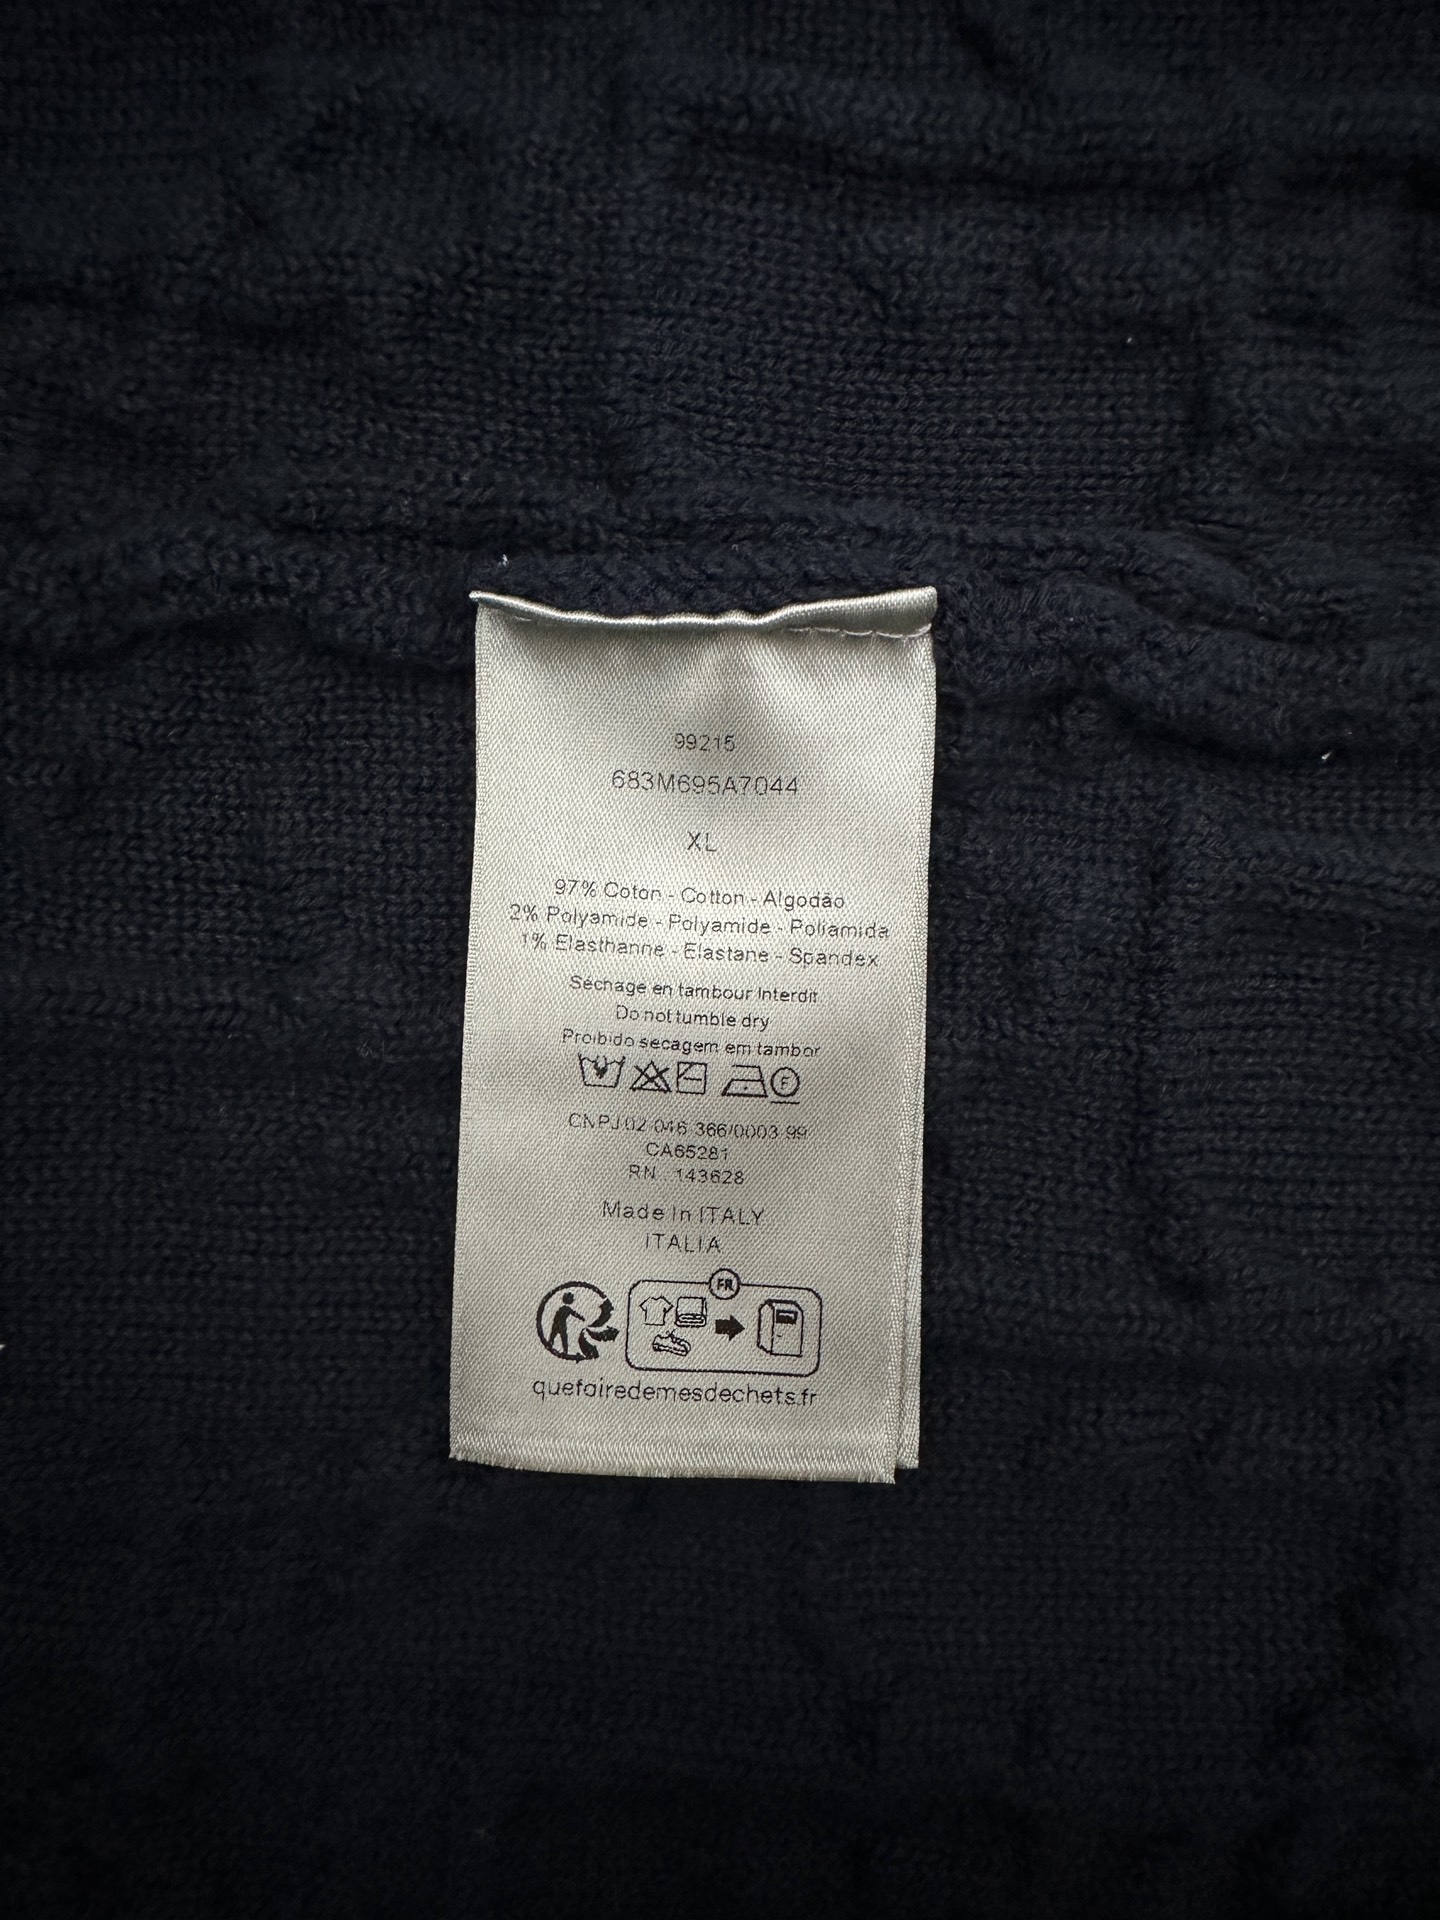 99215
683M695A7044
XL
97% Coton - Cotton - Algodão
2% Polyamide - Polyamide - Poliamida
1% Elasthanne - Elastane - Spandex
Séchage en tambour Interdit
Do not tumble dry
Proibido secagem em tambor
F
CNPJ 02 046 366/0003 99
CA65281
RN : 143628
Made In ITALY
ITALIA
FR
quefairedemesdechets.fr